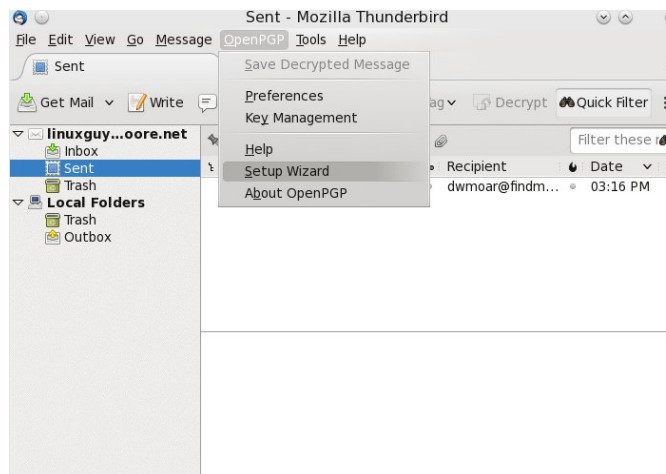 Sent - Mozilla Thunderbird
File Edit View Go Message OpenPGP Tools Help
Sent
Save Decrypted Message
Get Mail Write
Preferences
ag Decrypt Quick Filter
Key Management
linuxguy...oore.net
Inbox
Help
Filter these
Sent
Setup Wizard
Recipient Date
Trash
About OpenPGP
dwmoar@findm... 03:16 PM
Local Folders
Trash
Outbox